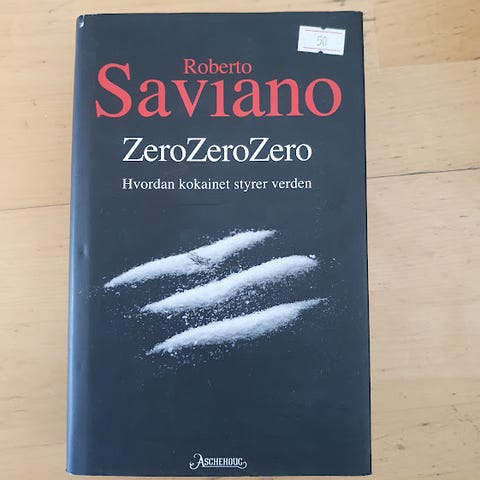 50
Roberto
Saviano
ZeroZeroZero
Hvordan kokainet styrer verden
ASCHEHOUG